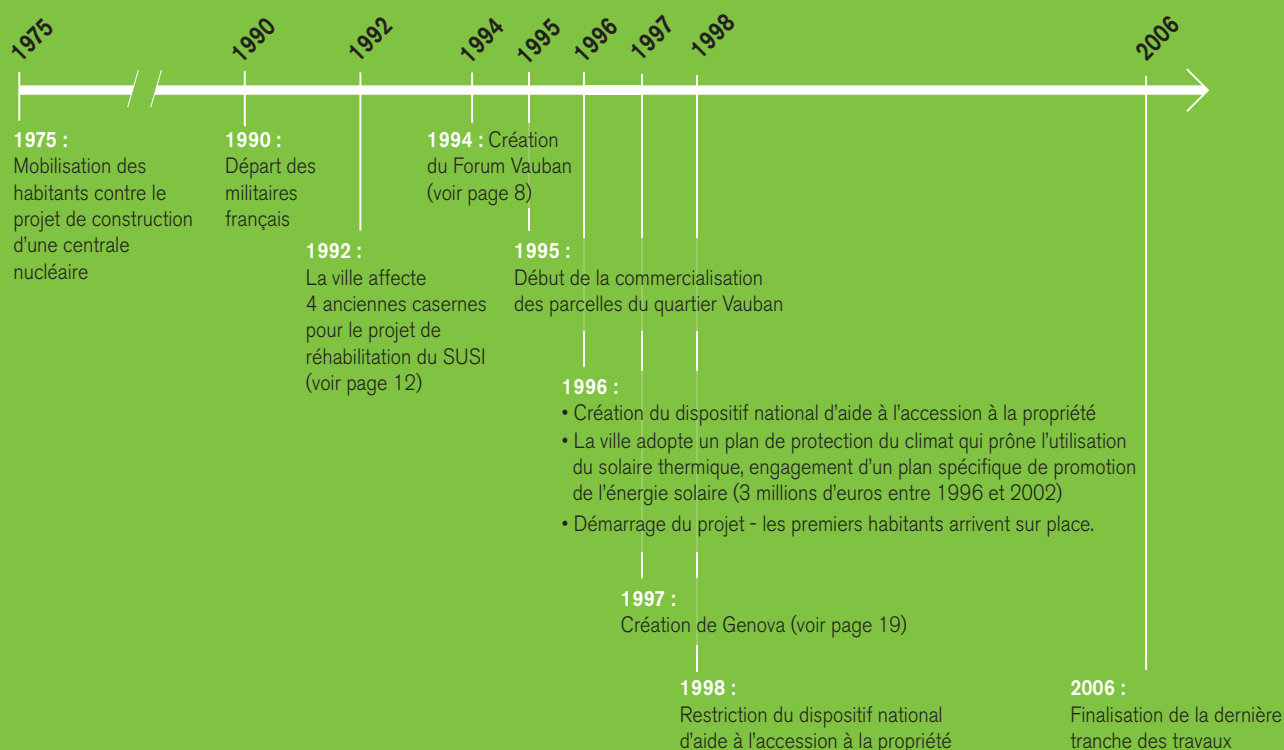 1975
1990
1992
1994
1995
1996
1997
1998
2006
1975 :
Mobilisation des
habitants contre le
projet de construction
d'une centrale
nucléaire
1990 :
Départ des
militaires
français
1992 :
La ville affecte
4 anciennes casernes
pour le projet de
réhabilitation du SUSI
(voir page 12)
1994 : Création
du Forum Vauban
(voir page 8)
1995 :
Début de la commercialisation
des parcelles du quartier Vauban
1996 :
• Création du dispositif national d'aide à l'accession à la propriété
• La ville adopte un plan de protection du climat qui prône l'utilisation
du solaire thermique, engagement d'un plan spécifique de promotion
de l'énergie solaire (3 millions d'euros entre 1996 et 2002)
• Démarrage du projet - les premiers habitants arrivent sur place.
1997 :
Création de Genova (voir page 19)
1998 :
Restriction du dispositif national
d'aide à l'accession à la propriété
2006 :
Finalisation de la dernière
tranche des travaux